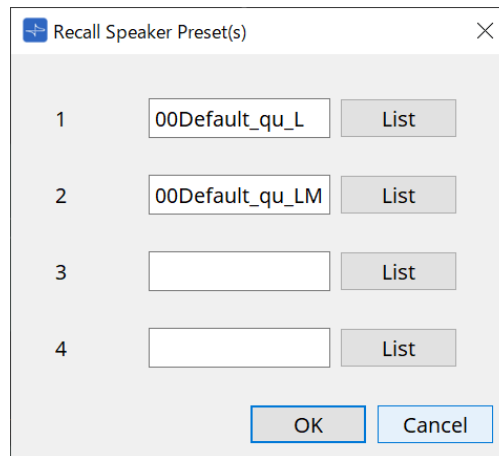 Recall Speaker Preset(s)
1 00Default_qu_L List
2 00Default_qu_LM List
3 List
4 List
OK Cancel